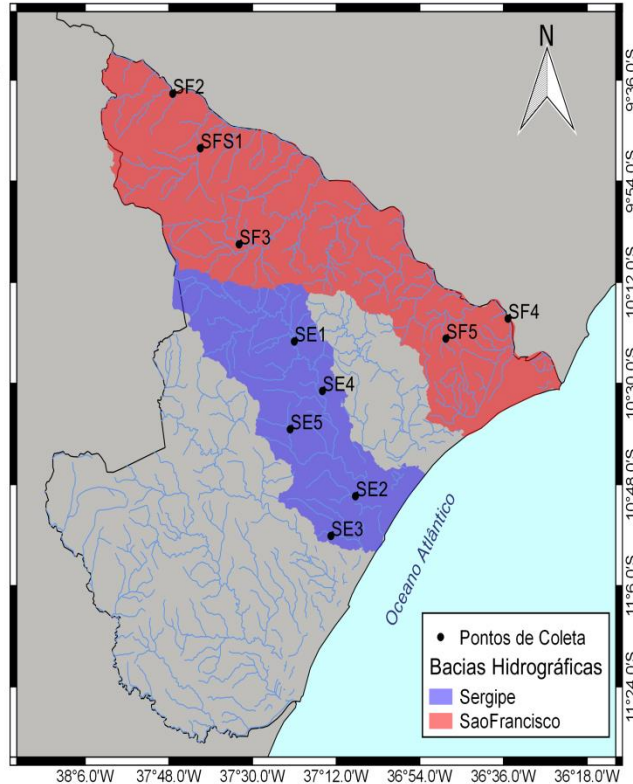 N
SF2
9°36.0'S
SFS1
9°54.0'S
SF3
10°12.0'S
SF4
SE1
SF5
SE4
10°30.0'S
SE5
SE2
10°48.0'S
SE3
Oceano Atlântico
11°6.0'S
Pontos de Coleta
Bacias Hidrográficas
Sergipe
SaoFrancisco
11°24.0'S
38°6.0'W 37°48.0'W 37°30.0'W 37°12.0'W 36°54.0'W 36°36.0'W 36°18.0'W